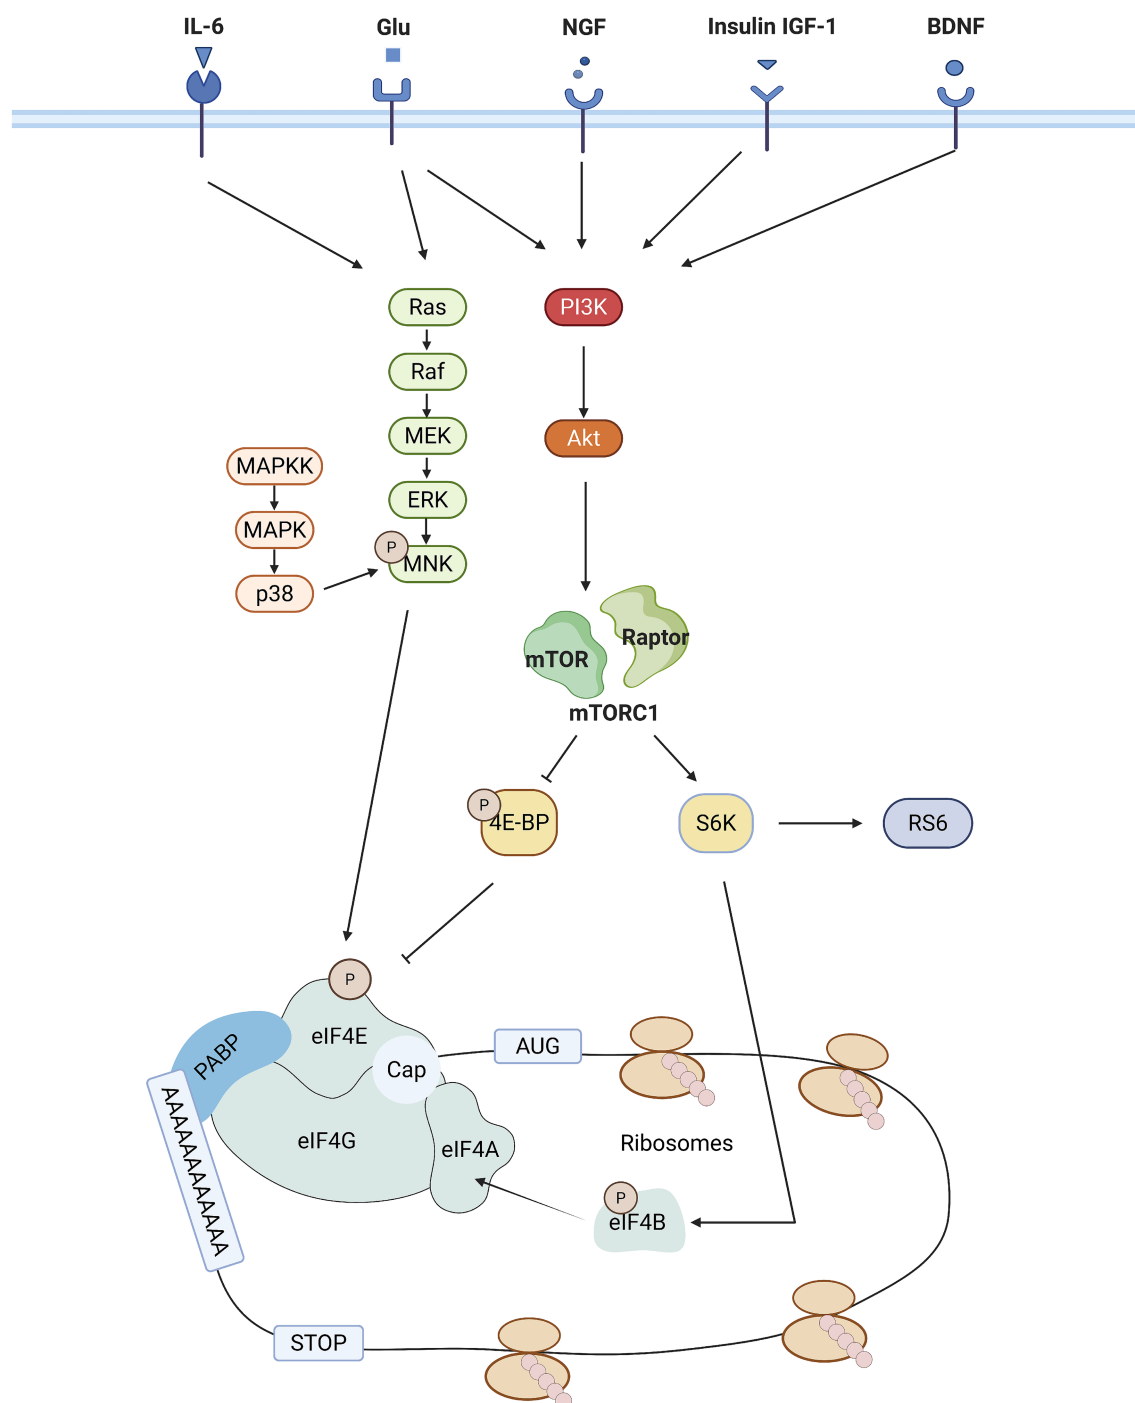 IL-6
Glu
NGF
Insulin IGF-1
BDNF
Ras
PI3K
Raf
MEK
Akt
MAPKK
ERK
MAPK
P
MNK
p38
Raptor
mTOR
mTORC1
P
4E-BP
S6K
RS6
P
eIF4E
PABP
Cap
AUG
AAAAAAAAAAAA
eIF4G
eIF4A
Ribosomes
P
eIF4B
STOP